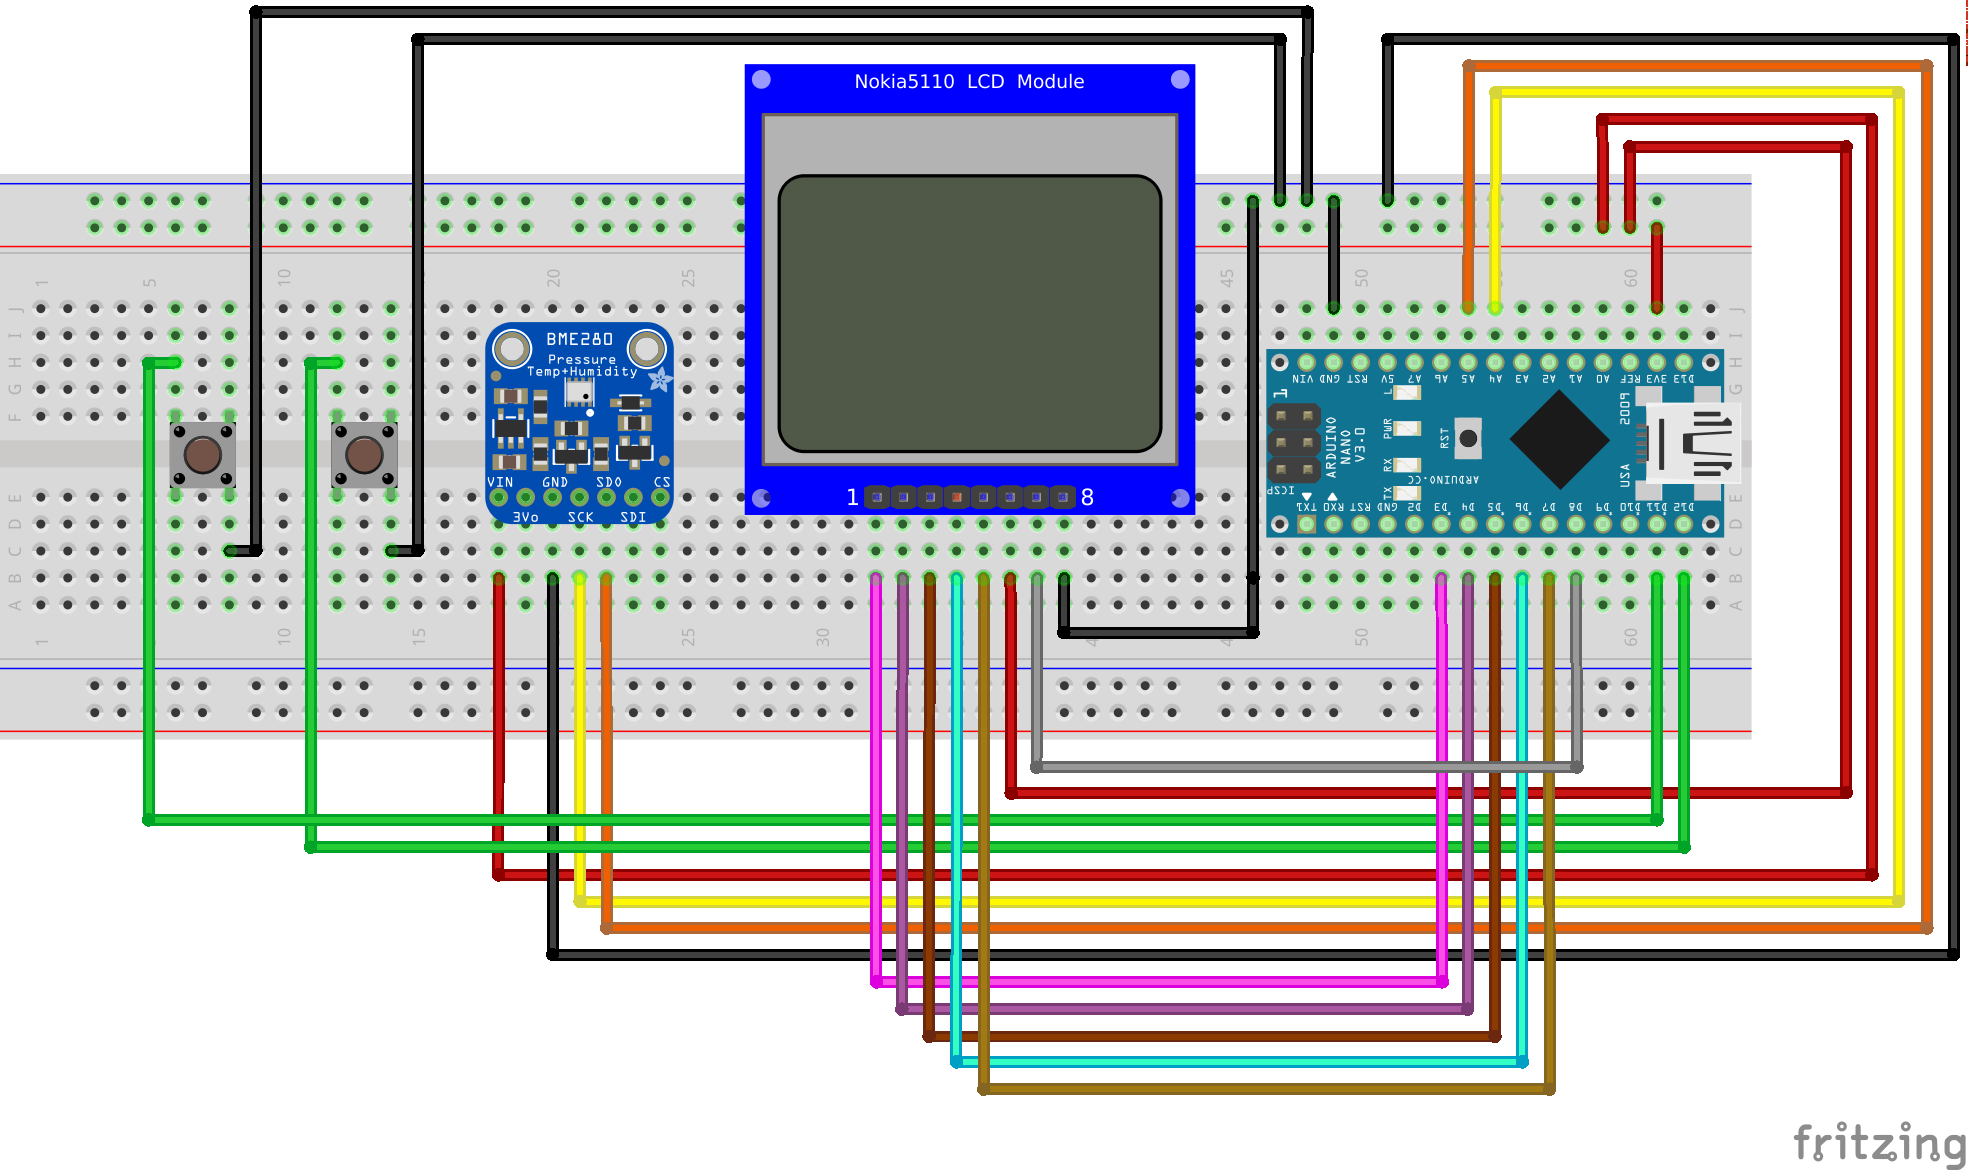 Nokia5110 LCD Module
1
5
10
20
25
45
50
60
J
I
H
G
F
E
D
C
B
A
BME280
Pressure
Temp+Humidity
VIN
GND
SDO
CS
3Vo
SCK
SDI
1
8
VIN
GND
RST
5V
A7
A6
A5
A4
A3
A2
A1
A0
REF
3V3
D13
1
L
PWR
RX
TX
RST
ARDUINO
NANO
V3.0
ARDUINO.CC
ICSP
USA
TX1
RX0
RST
GND
D2
D3
D4
D5
D6
D7
D8
D9
D10
D11
D12
J
I
H
G
E
D
C
B
A
1
10
15
25
30
50
60
fritzing